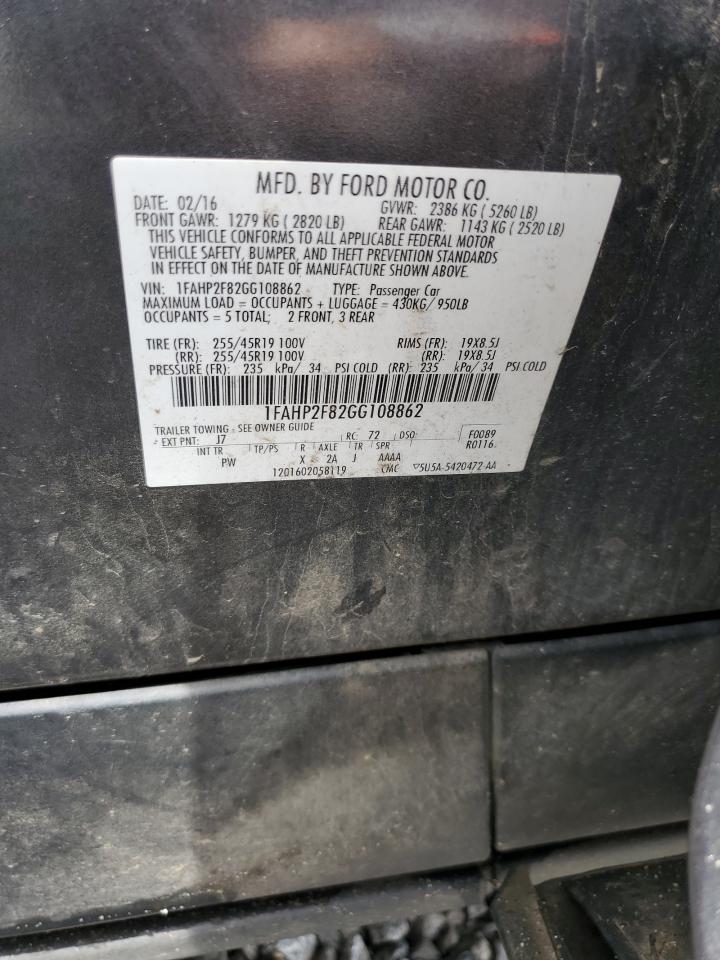 MFD. BY FORD MOTOR CO.
DATE: 02/16 GVWR: 2386 KG ( 5260 LB)
FRONT GAWR: 1279 KG ( 2820 LB) REAR GAWR: 1143 KG ( 2520 LB)
THIS VEHICLE CONFORMS TO ALL APPLICABLE FEDERAL MOTOR
VEHICLE SAFETY, BUMPER, AND THEFT PREVENTION STANDARDS
IN EFFECT ON THE DATE OF MANUFACTURE SHOWN ABOVE.
VIN: 1FAHP2F82GG108862 TYPE: Passenger Car
MAXIMUM LOAD = OCCUPANTS + LUGGAGE = 430KG/ 950LB
OCCUPANTS = 5 TOTAL; 2 FRONT, 3 REAR
TIRE (FR): 255/45R19 100V RIMS (FR): 19X8.5J
(RR): 255/45R19 100V (RR): 19X8.5J
PRESSURE (FR): 235 kPa/ 34 PSI COLD (RR): 235 kPa/ 34 PSI COLD
1FAHP2F82GG108862
TRAILER TOWING - SEE OWNER GUIDE
EXT PNT: J7 RC: 72 DSO: F0089
INT TR TP/PS R AXLE TR SPR R0116
PW X 2A J AAAA
1201602058119 CMC ▽5U5A-5420472-AA